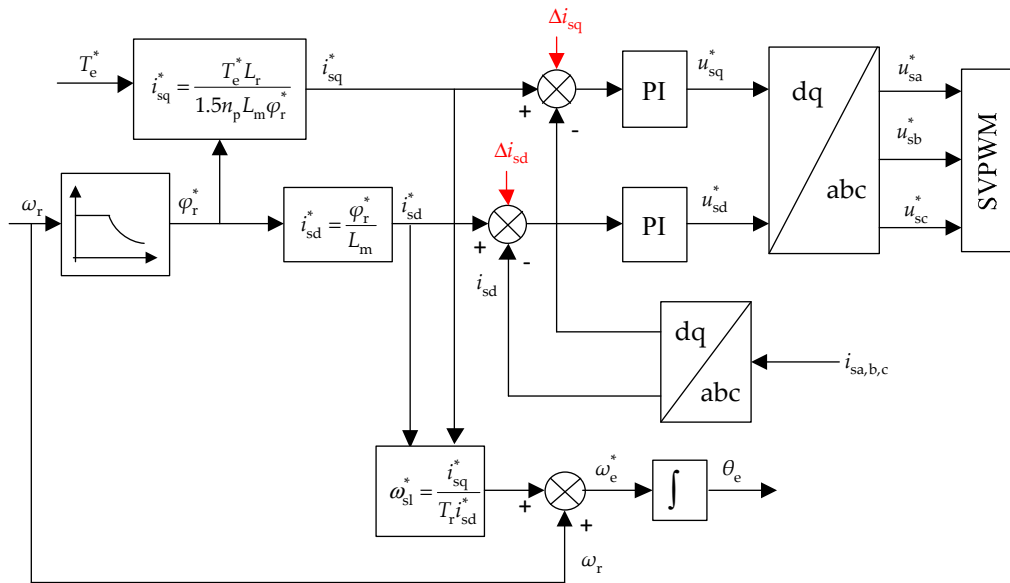 Δi_sq
T_e^*
i_sq^* = T_e^* L_r / 1.5 n_p L_m φ_r^*
i_sq^*
+
-
PI
u_sq^*
dq
abc
u_sa^*
u_sb^*
u_sc^*
SVPWM
Δi_sd
ω_r
φ_r^*
i_sd^* = φ_r^* / L_m
i_sd^*
+
-
PI
u_sd^*
i_sd
dq
abc
i_sa,b,c
ω_sl^* = i_sq^* / T_r i_sd^*
+
+
ω_e^*
∫
θ_e
ω_r